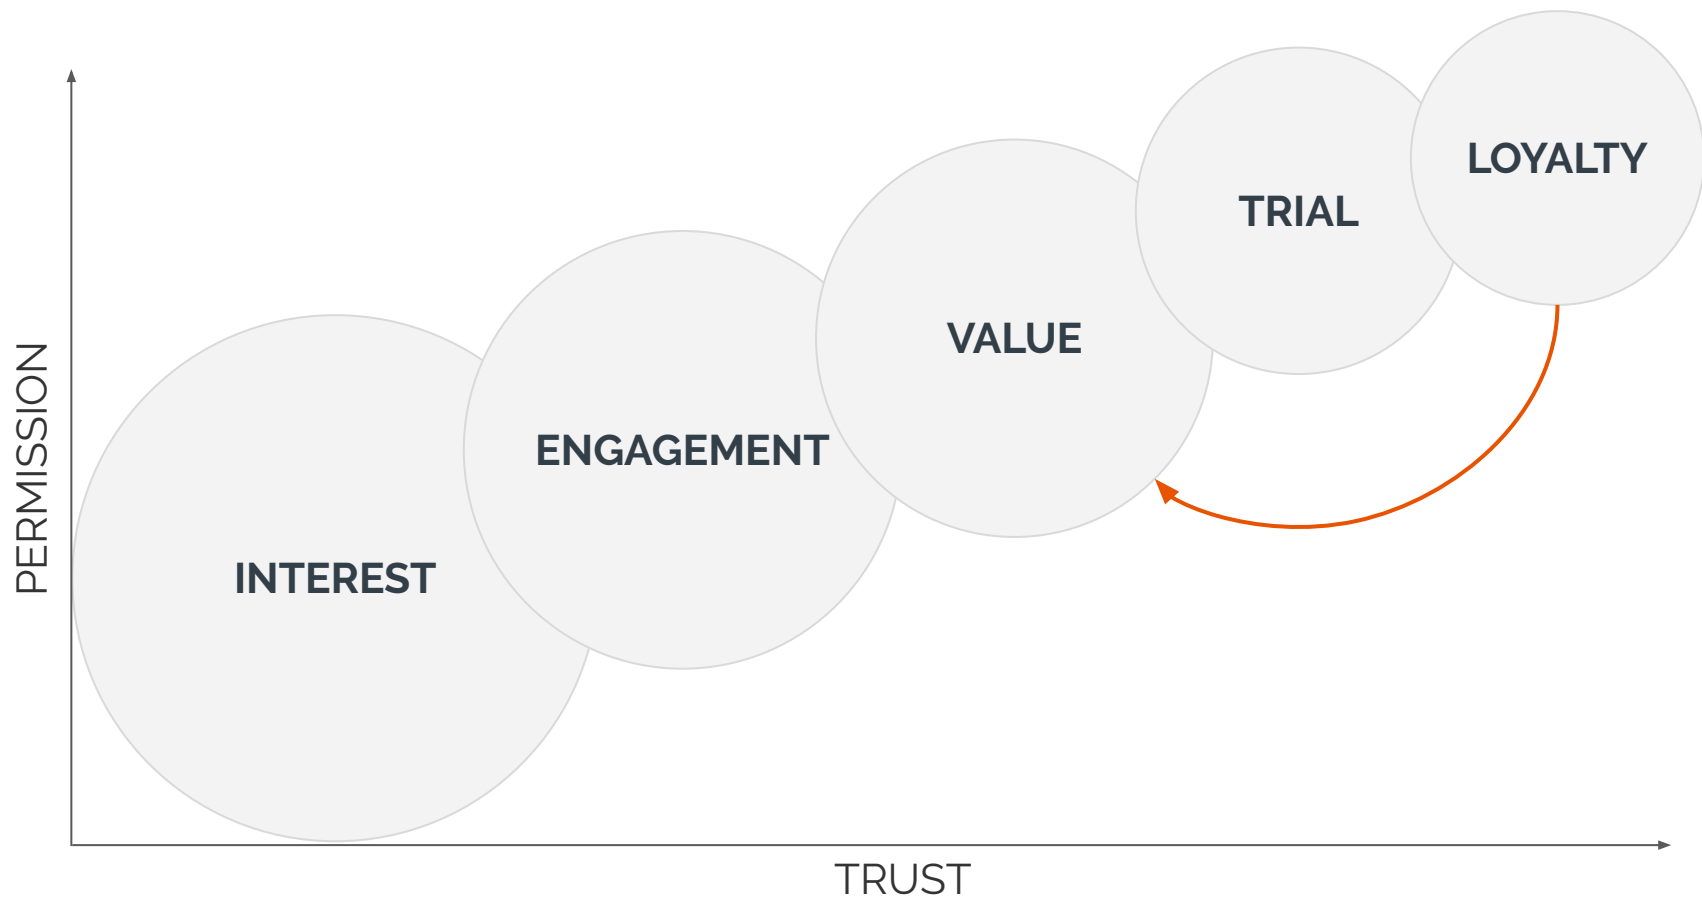 PERMISSION
INTEREST
ENGAGEMENT
VALUE
TRIAL
LOYALTY
TRUST